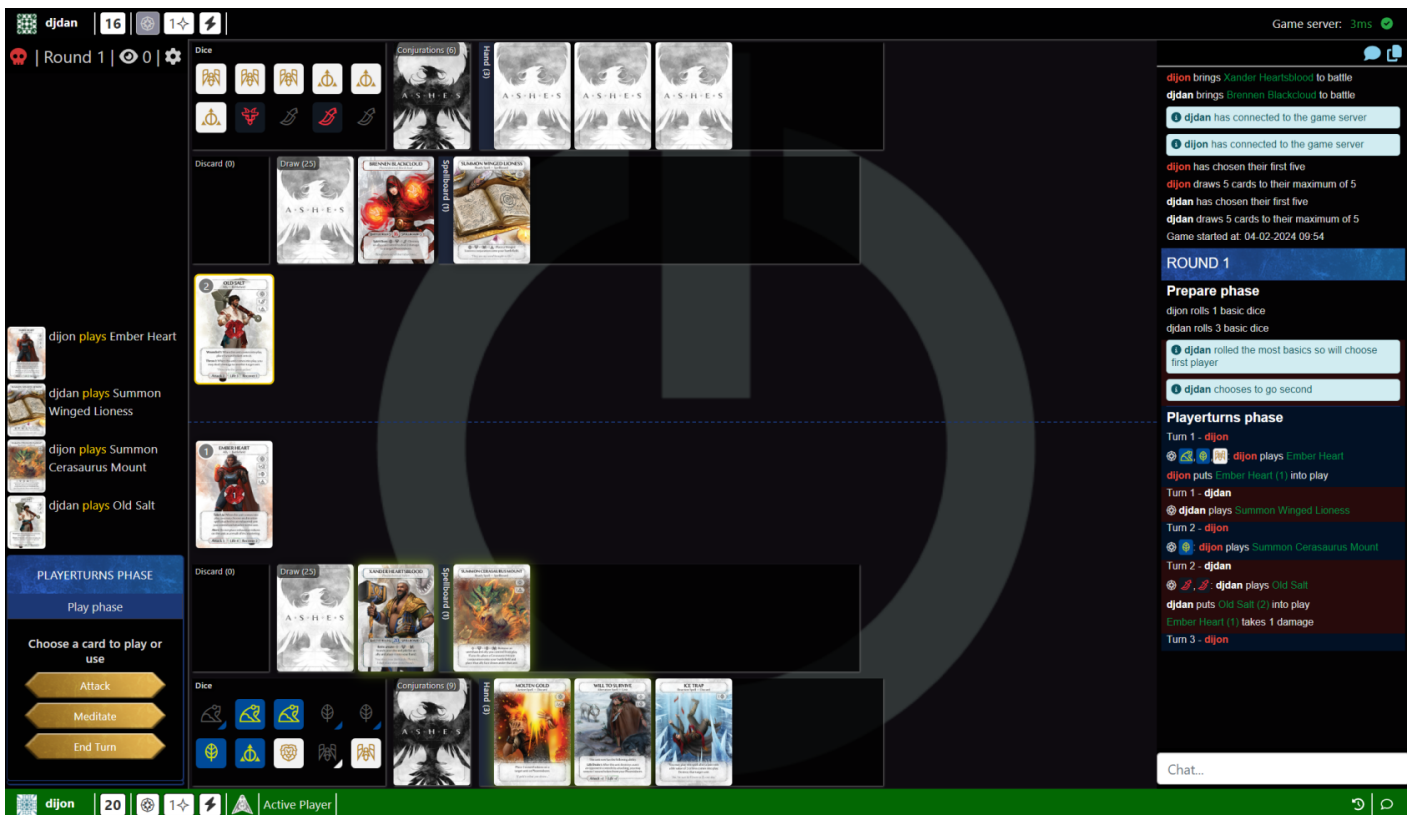 djdan 16 1
Game server: 3ms
| Round 1 | 0 |
dijon plays Ember Heart
djdan plays Summon
Winged Lioness
dijon plays Summon
Cerasaurus Mount
djdan plays Old Salt
PLAYERTURNS PHASE
Play phase
Choose a card to play or
use
Attack
Meditate
End Turn
Dice
Conjurations (6)
A·S·H·E·S
Hand (3)
A·S·H·E·S
A·S·H·E·S
A·S·H·E·S
Discard (0)
Draw (25)
A·S·H·E·S
BRENNEN BLACKCLOUD
Spellboard (1)
SUMMON WINGED LIONESS
2
OLD SALT
1
1
EMBER HEART
1
Discard (0)
Draw (25)
A·S·H·E·S
XANDER HEARTSBLOOD
Spellboard (1)
SUMMON CERASAURUS MOUNT
Dice
Conjurations (9)
A·S·H·E·S
Hand (3)
MOLTEN GOLD
WILL TO SURVIVE
ICE TRAP
dijon brings Xander Heartsblood to battle
djdan brings Brennen Blackcloud to battle
djdan has connected to the game server
dijon has connected to the game server
dijon has chosen their first five
dijon draws 5 cards to their maximum of 5
djdan has chosen their first five
djdan draws 5 cards to their maximum of 5
Game started at: 04-02-2024 09:54
ROUND 1
Prepare phase
dijon rolls 1 basic dice
djdan rolls 3 basic dice
djdan rolled the most basics so will choose
first player
djdan chooses to go second
Playerturns phase
Turn 1 - dijon
, , : dijon plays Ember Heart
dijon puts Ember Heart (1) into play
Turn 1 - djdan
djdan plays Summon Winged Lioness
Turn 2 - dijon
: dijon plays Summon Cerasaurus Mount
Turn 2 - djdan
, : djdan plays Old Salt
djdan puts Old Salt (2) into play
Ember Heart (1) takes 1 damage
Turn 3 - dijon
Chat...
dijon 20 1 Active Player